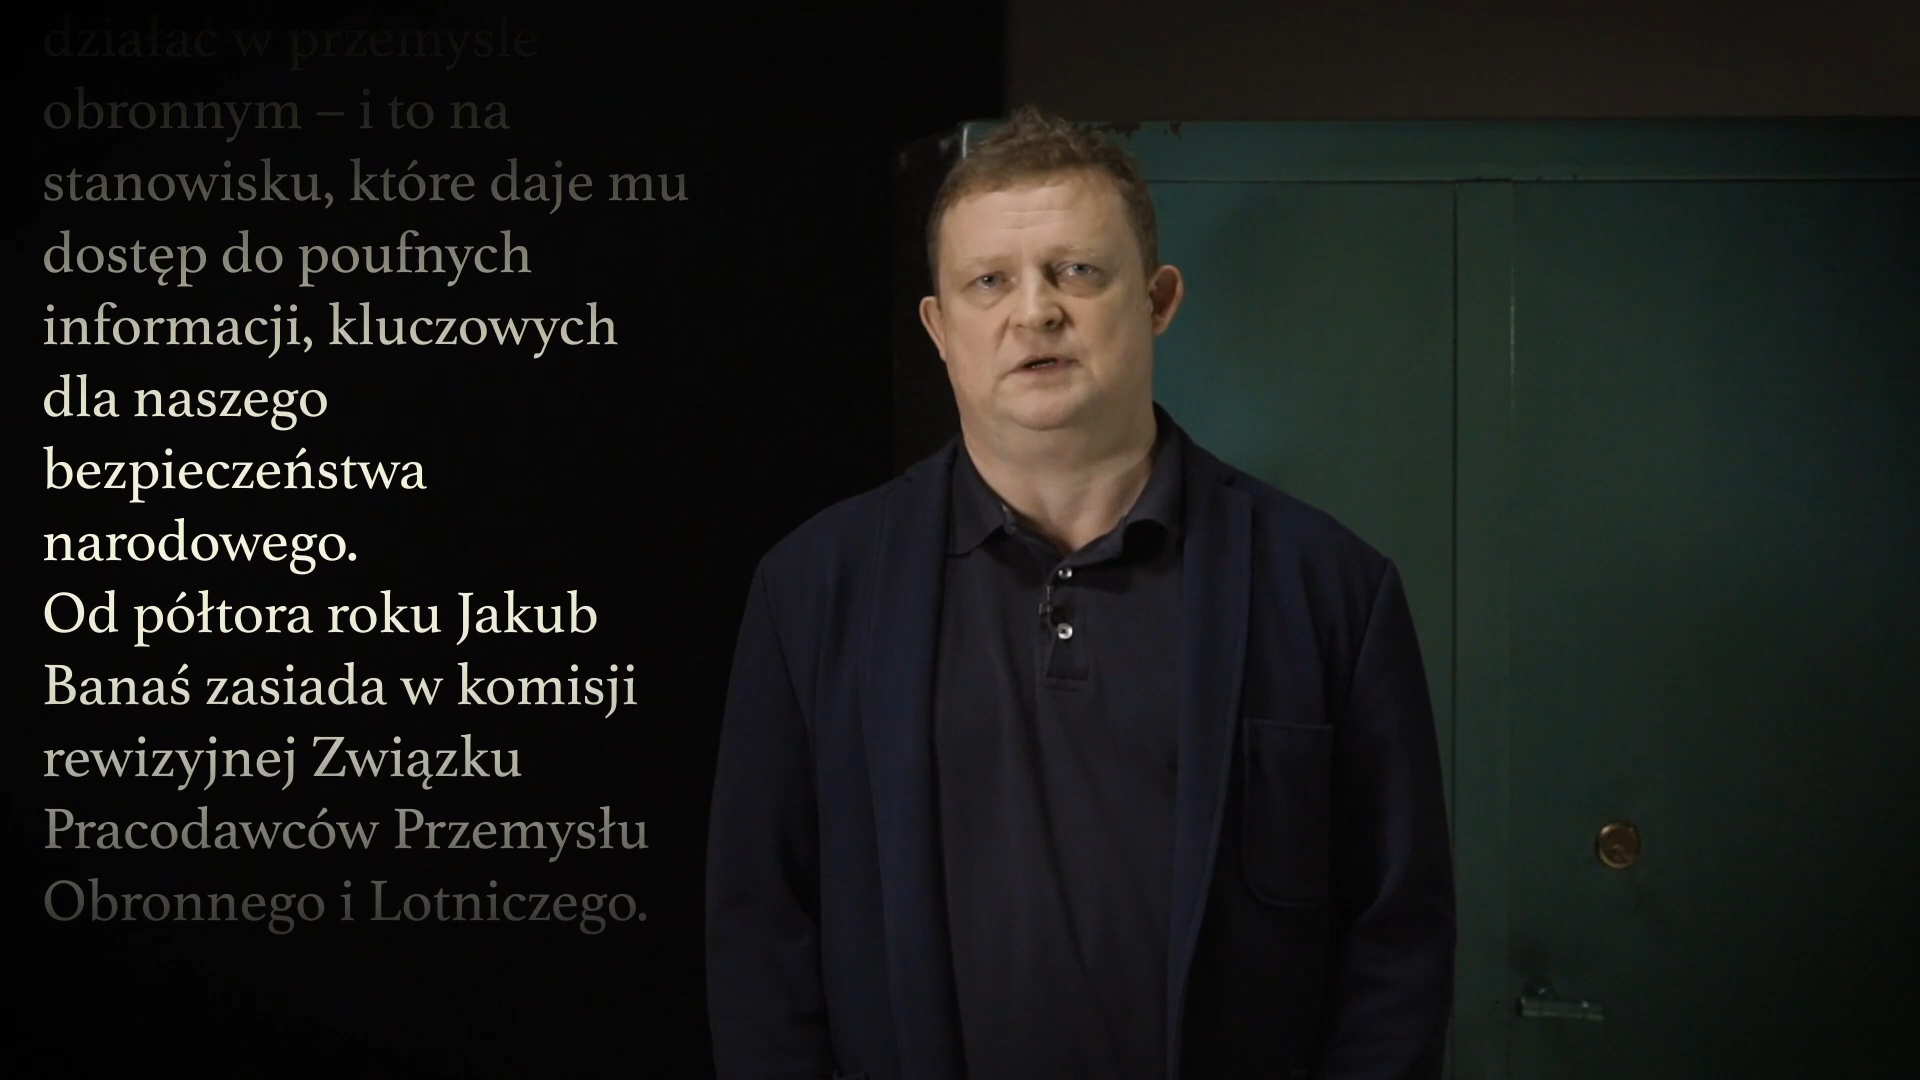 działać w przemyśle
obronnym – i to na
stanowisku, które daje mu
dostęp do poufnych
informacji, kluczowych
dla naszego
bezpieczeństwa
narodowego.
Od półtora roku Jakub
Banaś zasiada w komisji
rewizyjnej Związku
Pracodawców Przemysłu
Obronnego i Lotniczego.